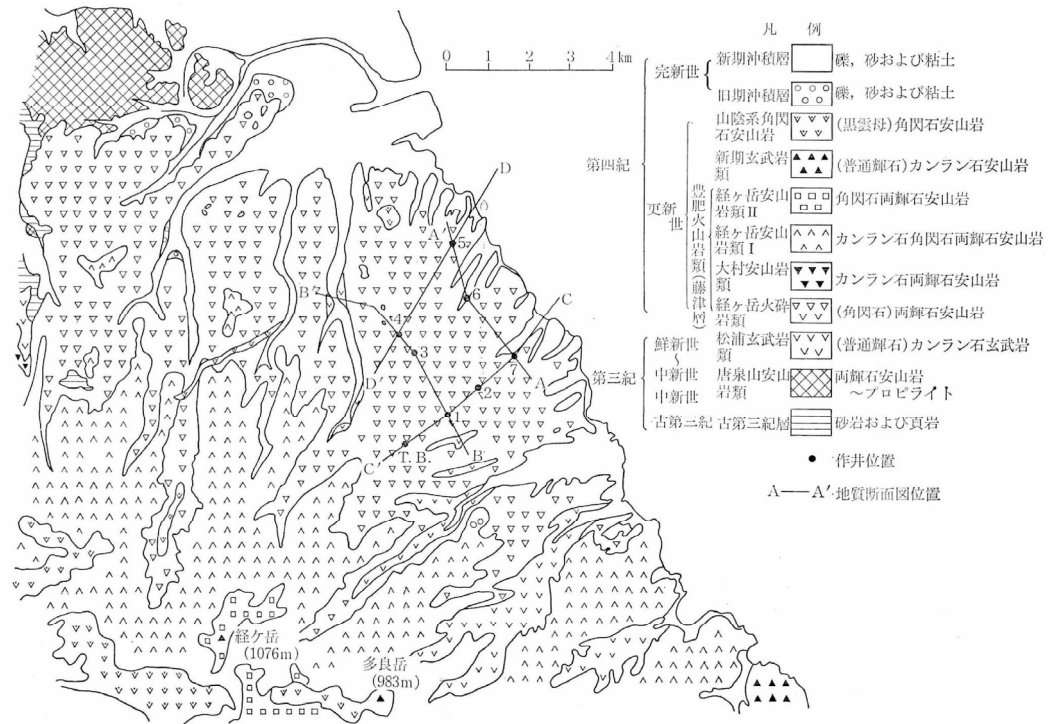 凡 例
完新世
新期沖積層 礫，砂および粘土
旧期沖積層 礫，砂および粘土
第四紀
更新世
豊肥火山岩類(藤津層)
山陰系角閃石安山岩 (黒雲母)角閃石安山岩
新期玄武岩類 (普通輝石)カンラン石安山岩
経ヶ岳安山岩類II 角閃石両輝石安山岩
経ヶ岳安山岩類I カンラン石角閃石両輝石安山岩
大村安山岩類 カンラン石両輝石安山岩
経ヶ岳火砕岩類 (角閃石)両輝石安山岩
第三紀
鮮新世〜中新世 松浦玄武岩類 (普通輝石)カンラン石玄武岩
中新世 唐泉山安山岩類 両輝石安山岩〜プロピライト
古第三紀 古第三紀層 砂岩および頁岩
● 作井位置
A——A′ 地質断面図位置
0 1 2 3 4 km
D
A′
5
6
B′
C
4
3
7
D′
2
A
1
T. B.
B
C′
経ケ岳
(1076m)
多良岳
(983m)